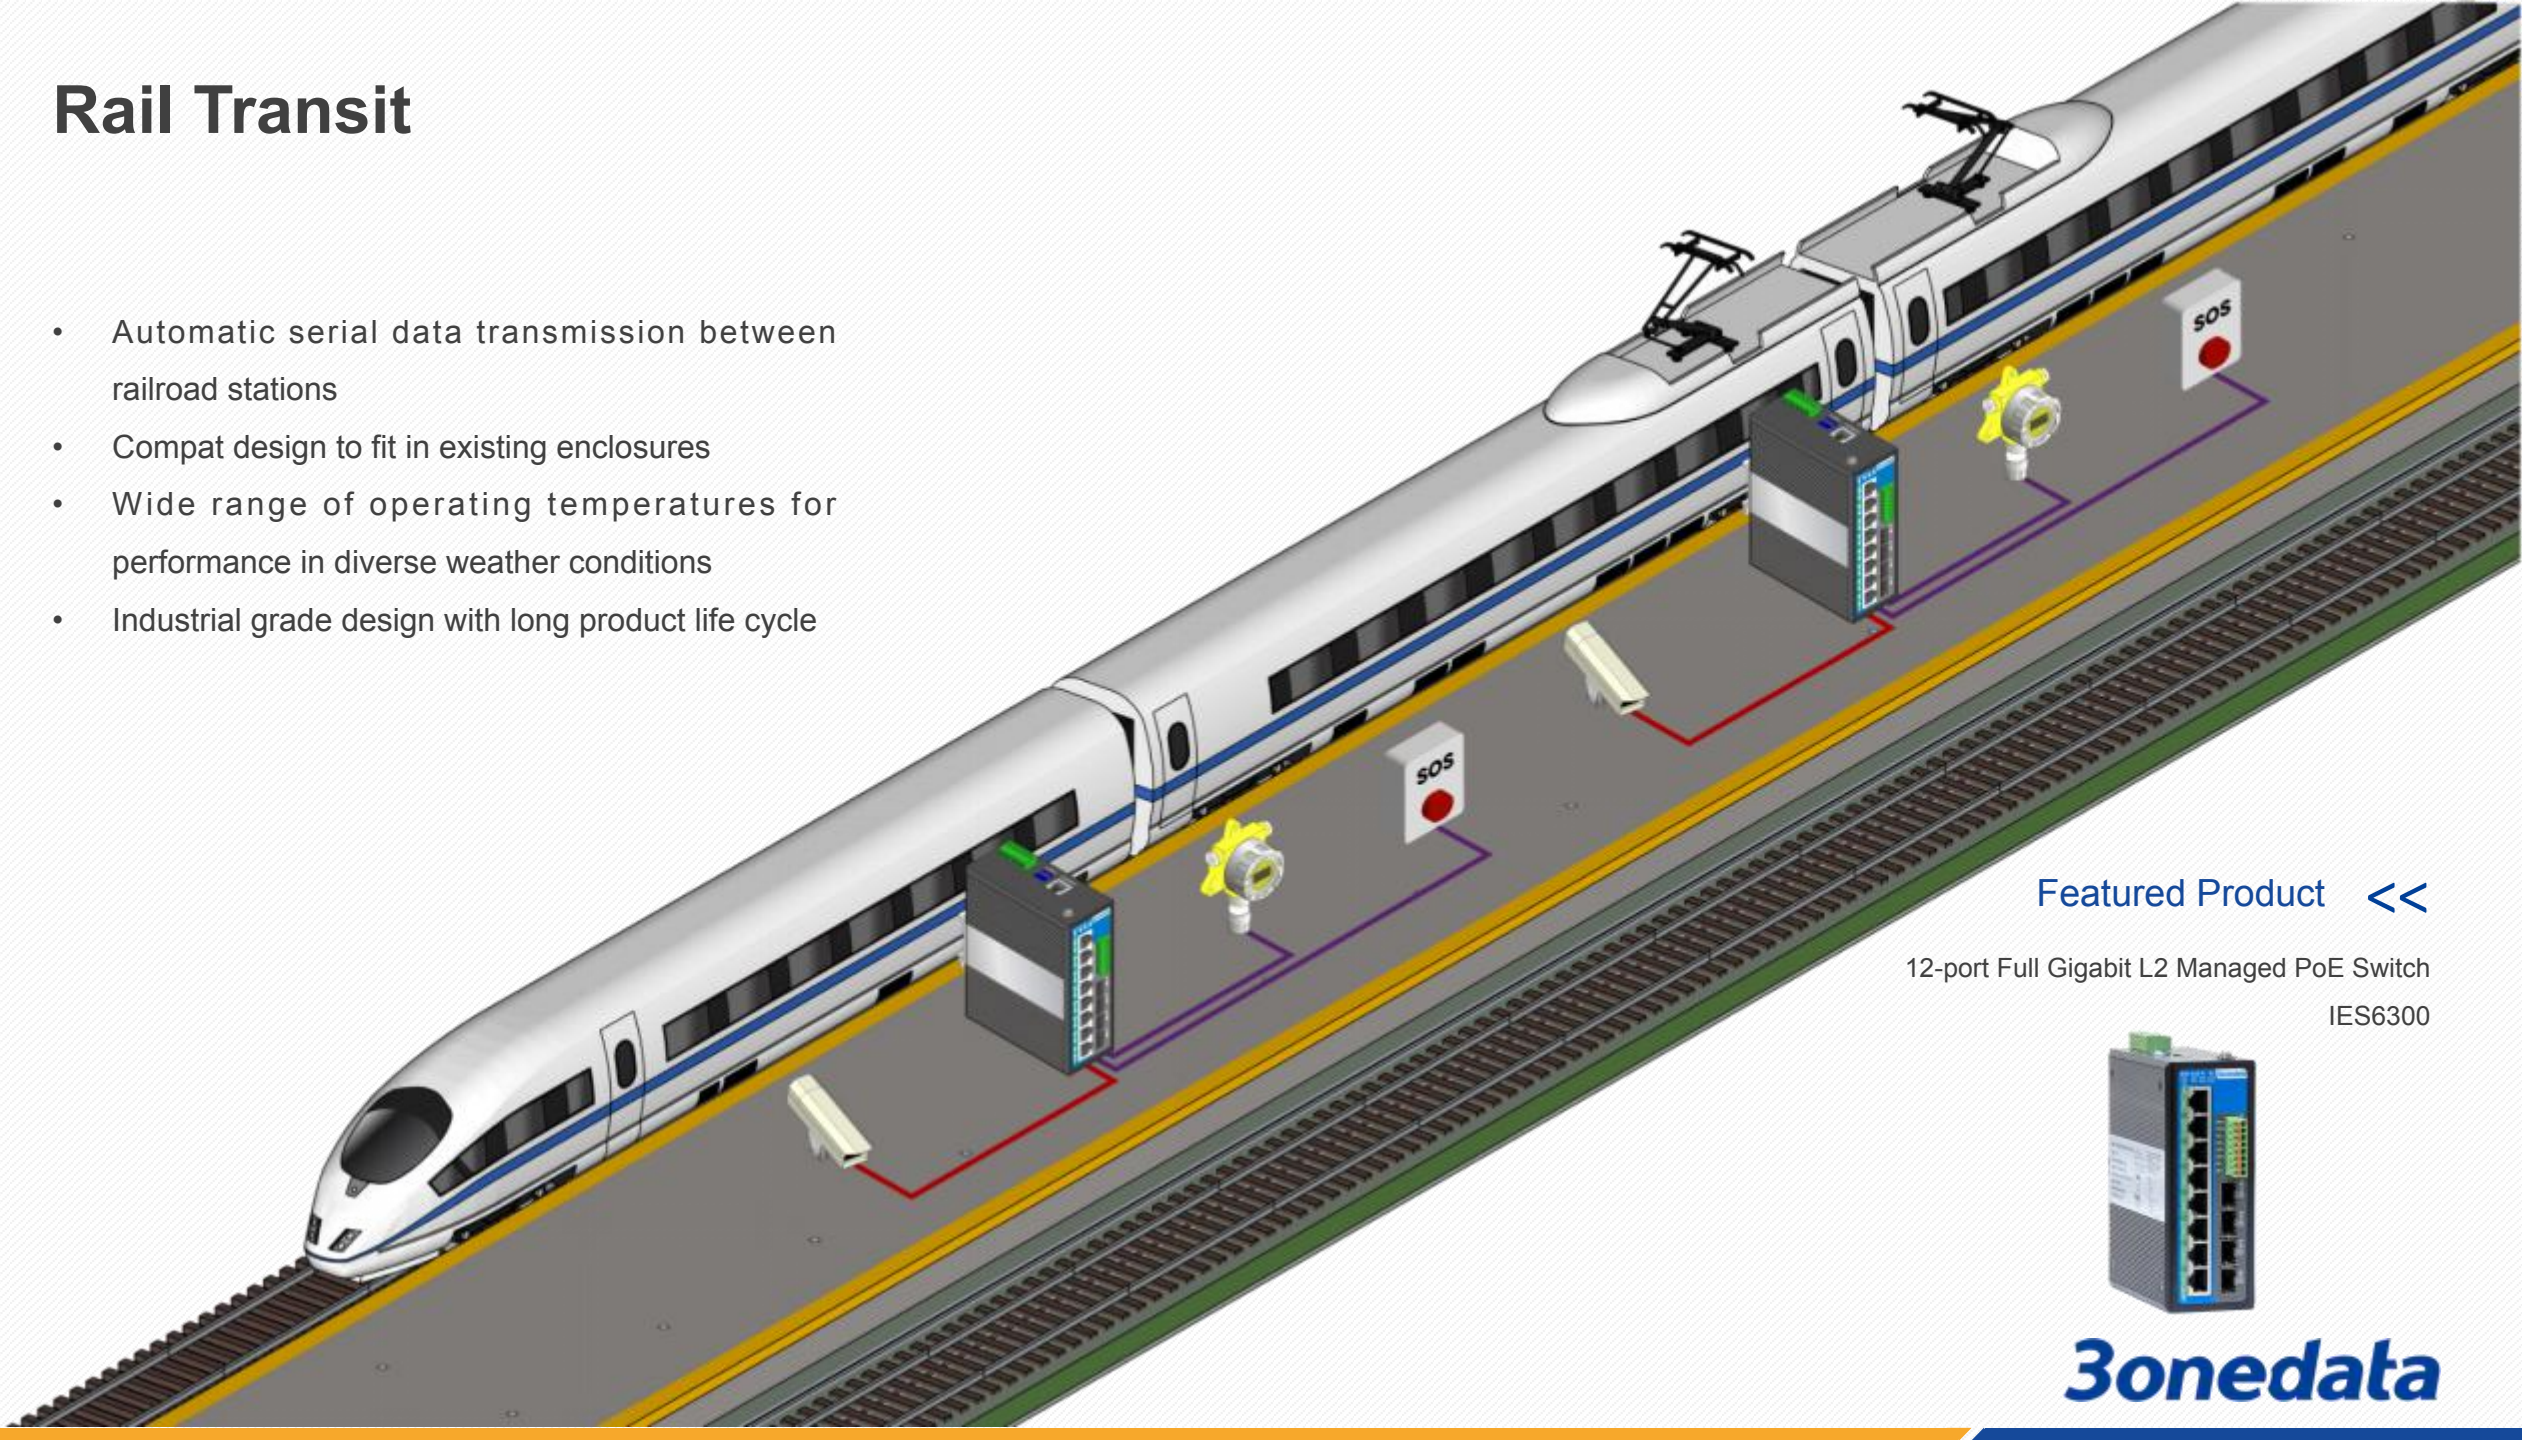 Rail Transit
• Automatic serial data transmission between
railroad stations
• Compat design to fit in existing enclosures
• Wide range of operating temperatures for
performance in diverse weather conditions
• Industrial grade design with long product life cycle
SOS
SOS
Featured Product <<
12-port Full Gigabit L2 Managed PoE Switch
IES6300
3onedata